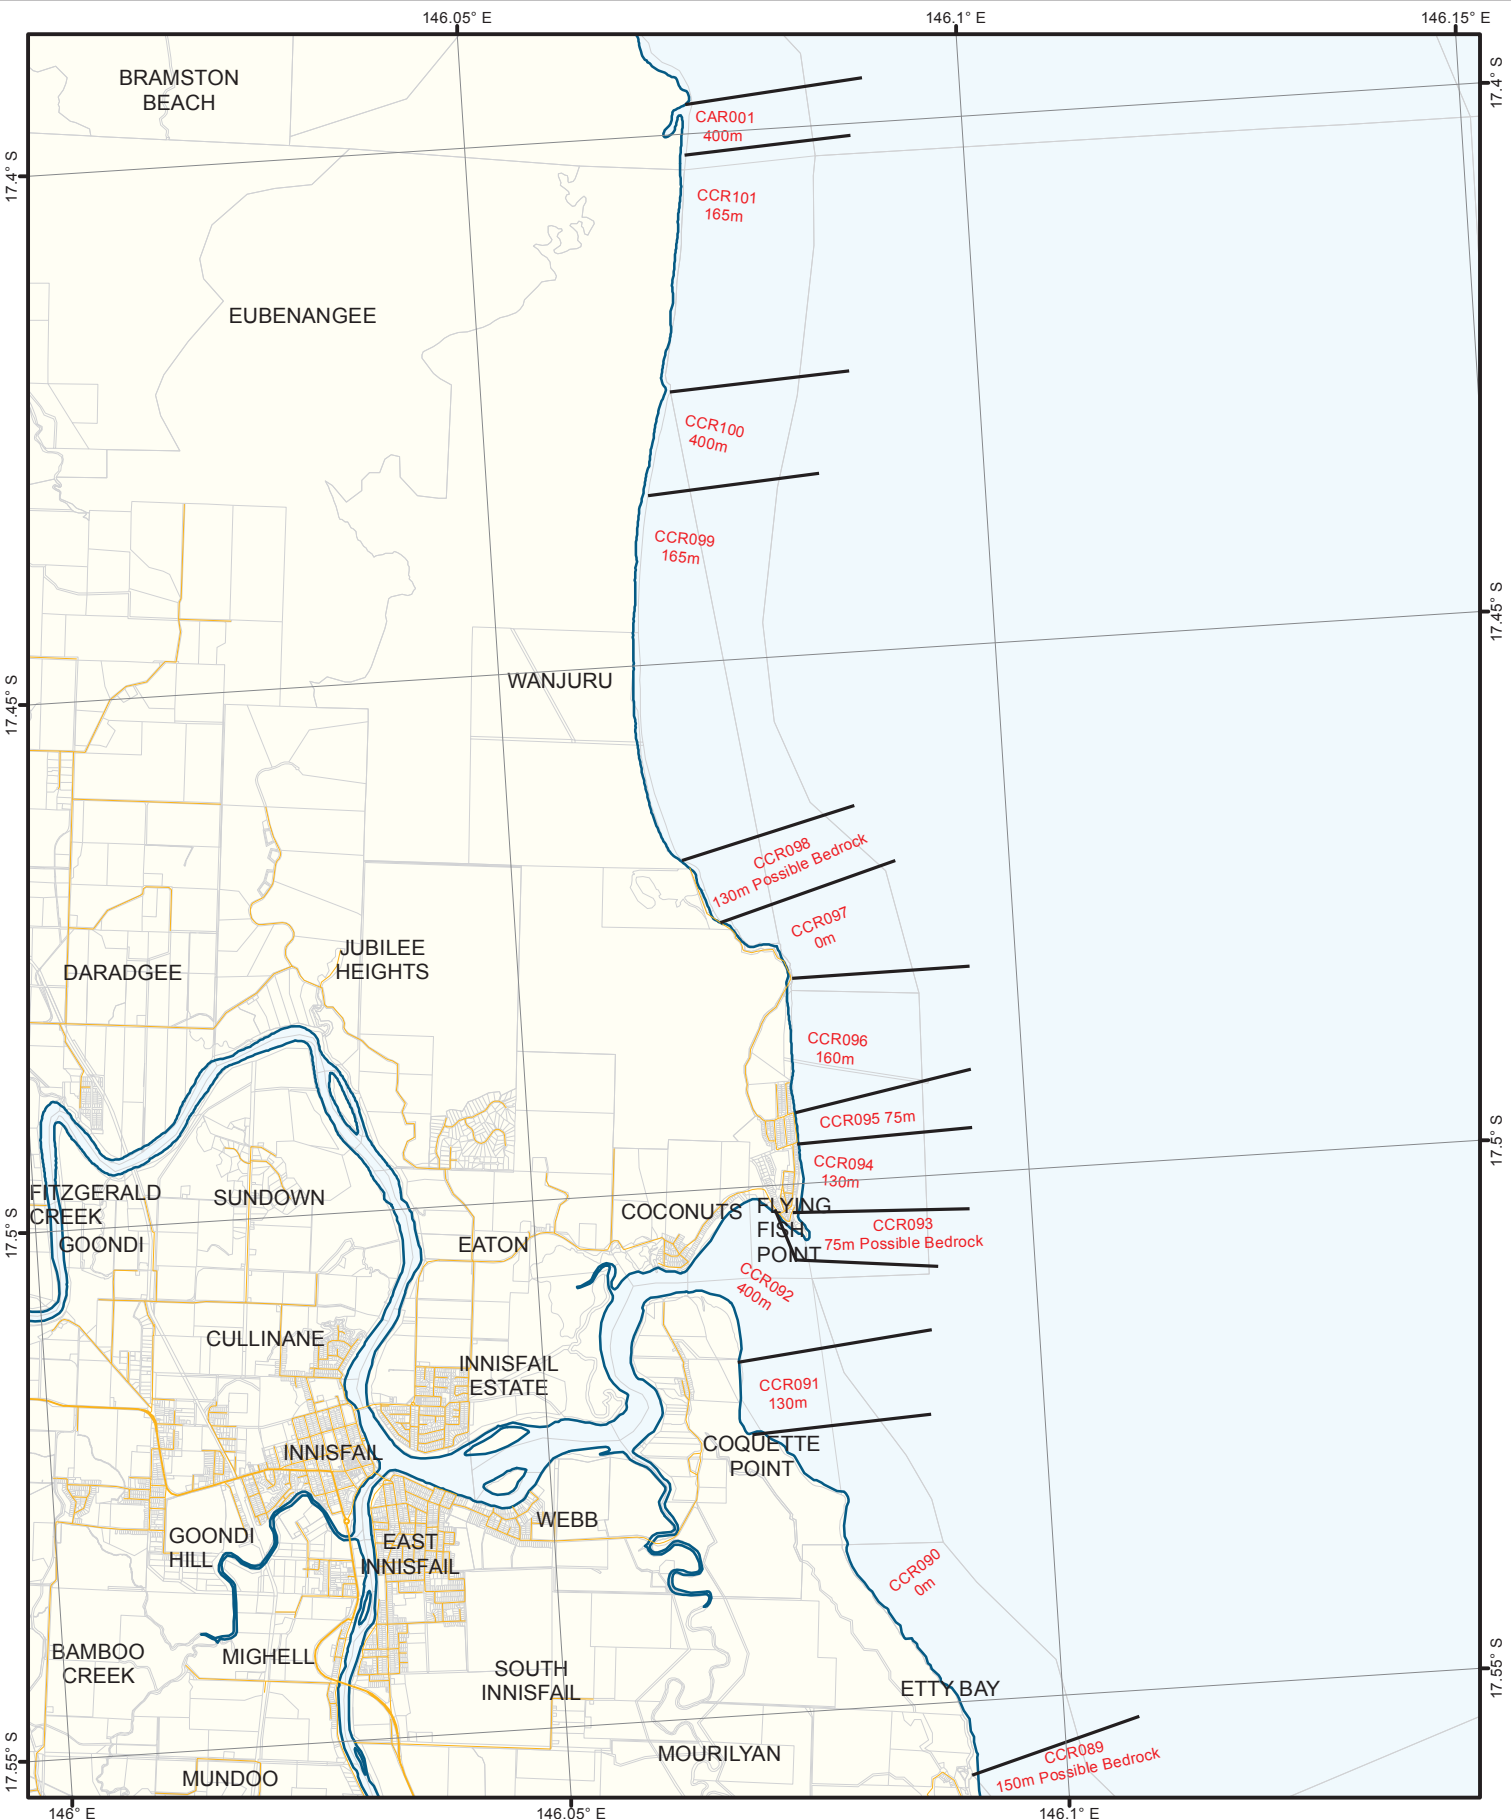 146.05° E
146.1° E
146.15° E
BRAMSTON
BEACH
17.4° S
CAR001
400m
17.4° S
CCR101
165m
EUBENANGEE
CCR100
400m
CCR099
165m
17.45° S
WANJURU
17.45° S
CCR098
130m Possible Bedrock
CCR097
0m
JUBILEE
HEIGHTS
DARADGEE
CCR096
160m
CCR095 75m
17.5° S
CCR094
130m
FITZGERALD
CREEK
SUNDOWN
COCONUTS
FLYING
FISH
POINT
CCR093
75m Possible Bedrock
17.5° S
GOONDI
EATON
CCR092
400m
CULLINANE
INNISFAIL
ESTATE
CCR091
130m
INNISFAIL
COQUETTE
POINT
WEBB
GOONDI
HILL
EAST
INNISFAIL
CCR090
0m
BAMBOO
CREEK
MIGHELL
SOUTH
INNISFAIL
17.55° S
ETTY BAY
17.55° S
MOURILYAN
CCR089
150m Possible Bedrock
MUNDOO
146° E
146.05° E
146.1° E